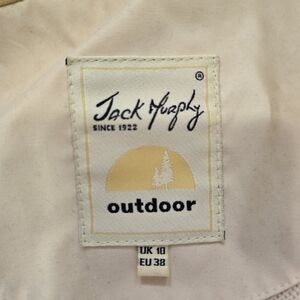 ®
Jack Murphy
SINCE 1922
outdoor
UK 10
EU 38